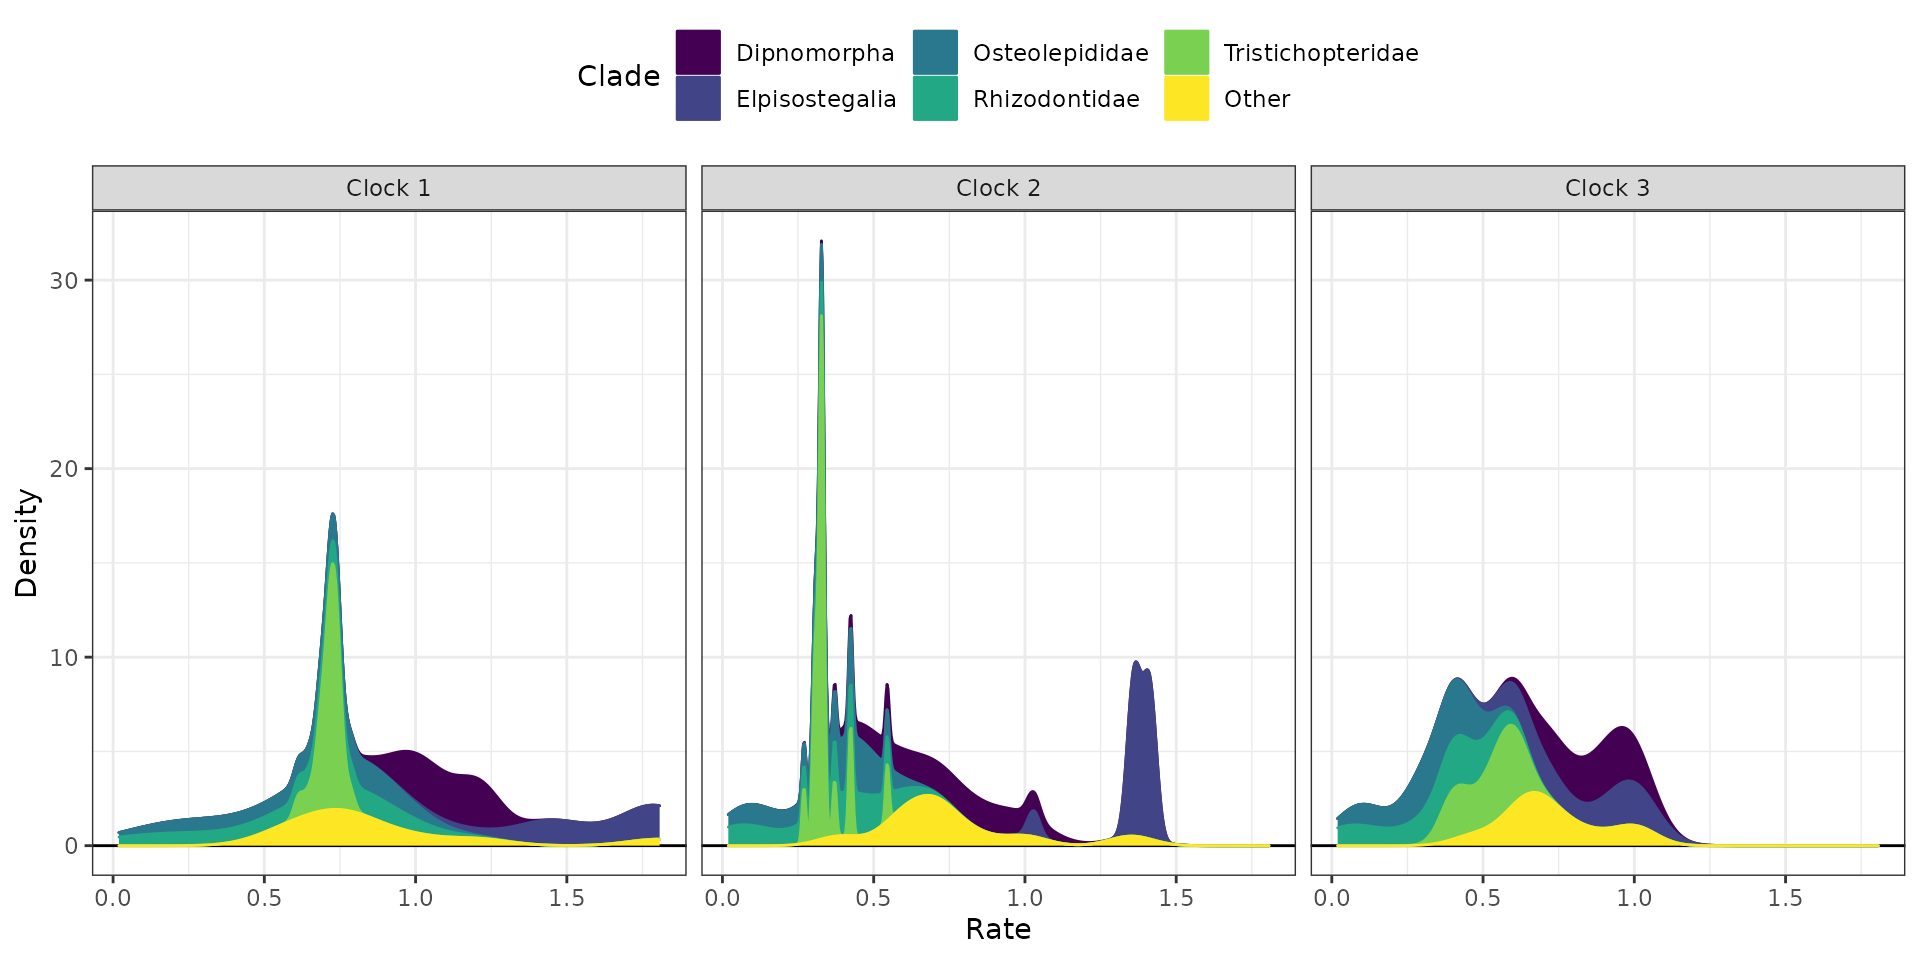 Clade
Dipnomorpha Osteolepididae Tristichopteridae
Elpisostegalia Rhizodontidae Other
Clock 1 Clock 2 Clock 3
Density
30
20
10
0
0.0 0.5 1.0 1.5 0.0 0.5 1.0 1.5 0.0 0.5 1.0 1.5
Rate